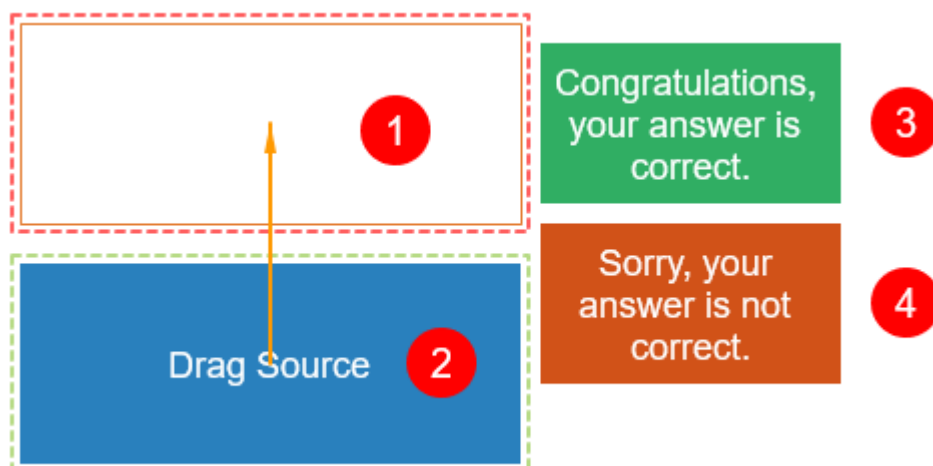 1
Congratulations,
your answer is
correct.
3
Sorry, your
answer is not
correct.
4
Drag Source
2